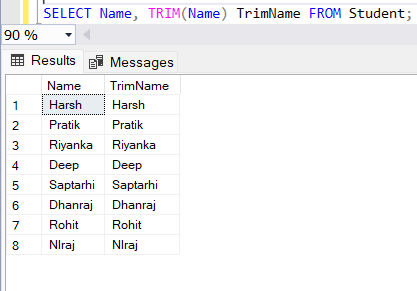 SELECT Name, TRIM(Name) TrimName FROM Student;
90 %
Results Messages
Name TrimName
1 Harsh Harsh
2 Pratik Pratik
3 Riyanka Riyanka
4 Deep Deep
5 Saptarhi Saptarhi
6 Dhanraj Dhanraj
7 Rohit Rohit
8 NIraj NIraj